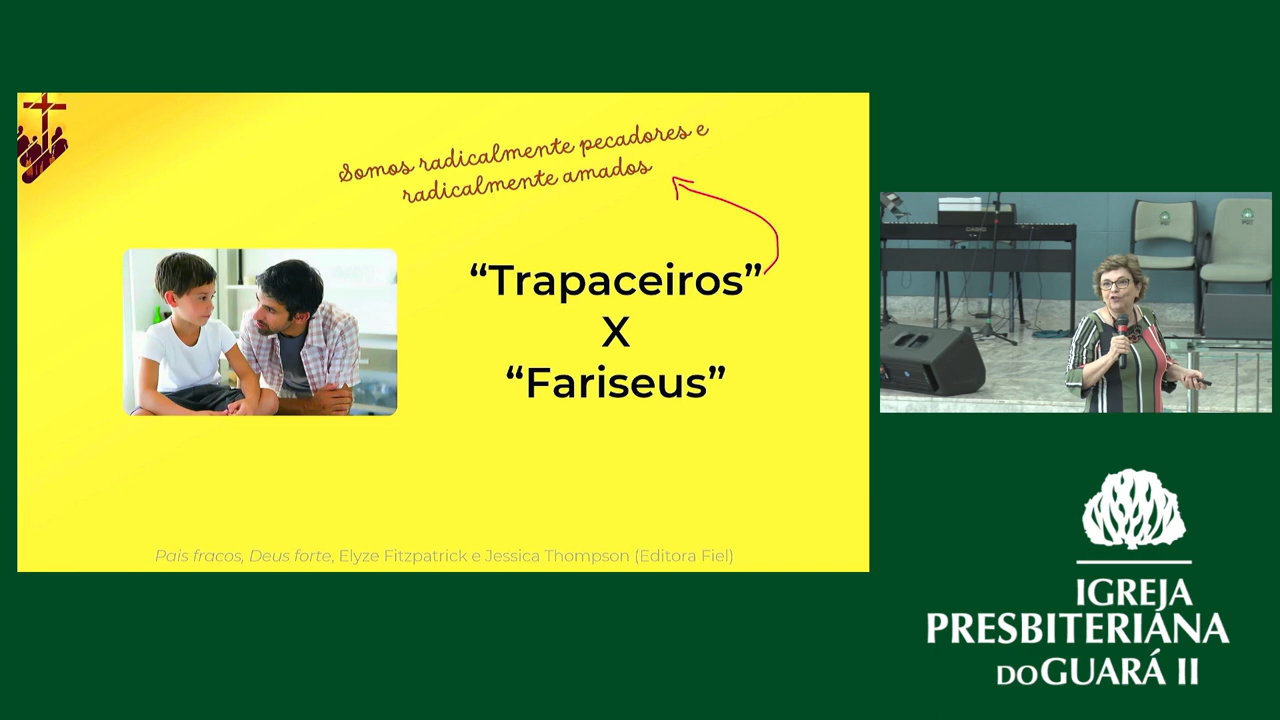 Somos radicalmente pecadores e
radicalmente amados
“Trapaceiros”
X
“Fariseus”
Pais fracos, Deus forte, Elyze Fitzpatrick e Jessica Thompson (Editora Fiel)
CASIO
IGREJA
PRESBITERIANA
DO GUARÁ II